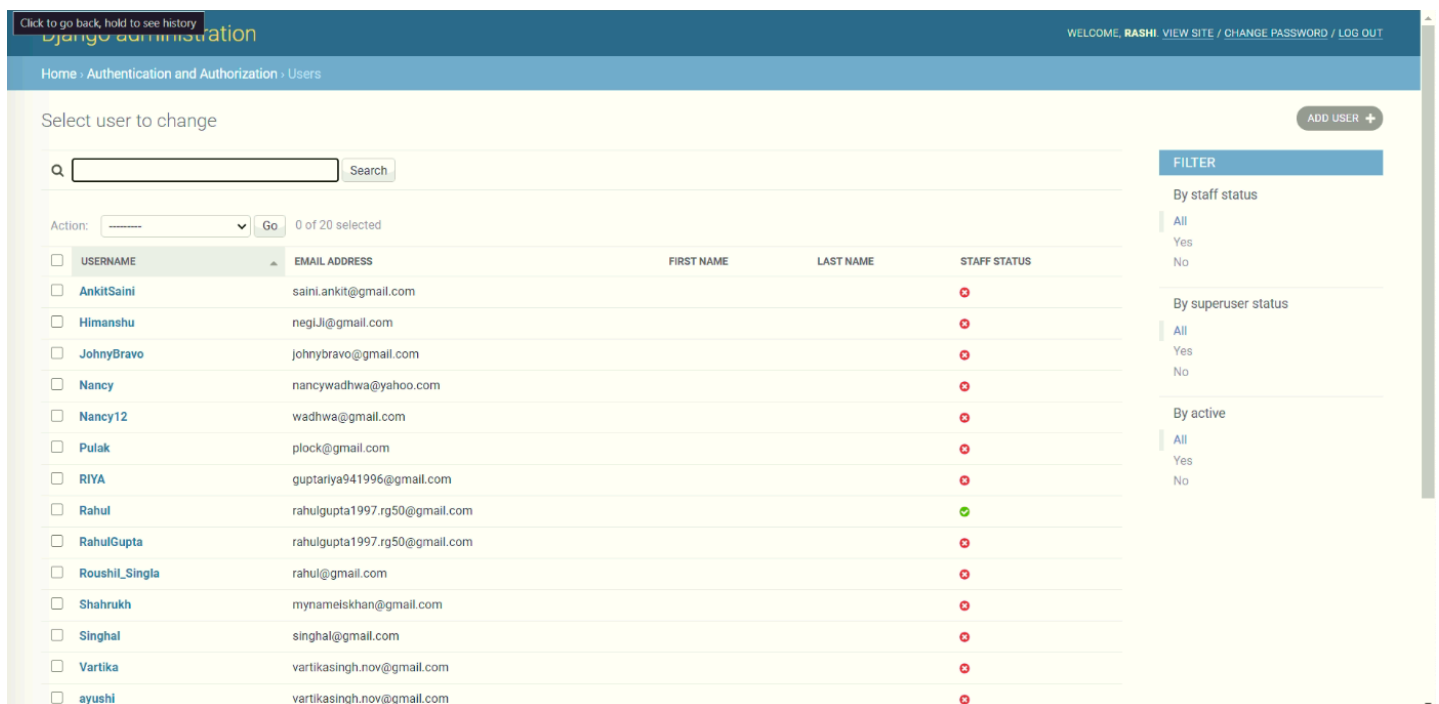 Click to go back, hold to see history
Django administration
WELCOME, RASHI. VIEW SITE / CHANGE PASSWORD / LOG OUT
Home › Authentication and Authorization › Users
Select user to change
ADD USER +
Search
FILTER
By staff status
All
Yes
No
By superuser status
All
Yes
No
By active
All
Yes
No
Action: --------- Go 0 of 20 selected
USERNAME EMAIL ADDRESS FIRST NAME LAST NAME STAFF STATUS
AnkitSaini saini.ankit@gmail.com
Himanshu negiJi@gmail.com
JohnyBravo johnybravo@gmail.com
Nancy nancywadhwa@yahoo.com
Nancy12 wadhwa@gmail.com
Pulak plock@gmail.com
RIYA guptariya941996@gmail.com
Rahul rahulgupta1997.rg50@gmail.com
RahulGupta rahulgupta1997.rg50@gmail.com
Roushil_Singla rahul@gmail.com
Shahrukh mynameiskhan@gmail.com
Singhal singhal@gmail.com
Vartika vartikasingh.nov@gmail.com
ayushi vartikasingh.nov@gmail.com